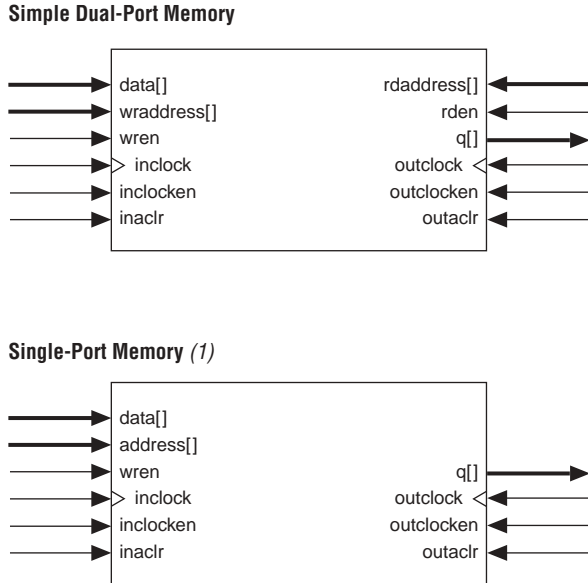 Simple Dual-Port Memory
data[] rdaddress[]
wraddress[] rden
wren q[]
inclock outclock
inclocken outclocken
inaclr outaclr
Single-Port Memory (1)
data[]
address[]
wren q[]
inclock outclock
inclocken outclocken
inaclr outaclr